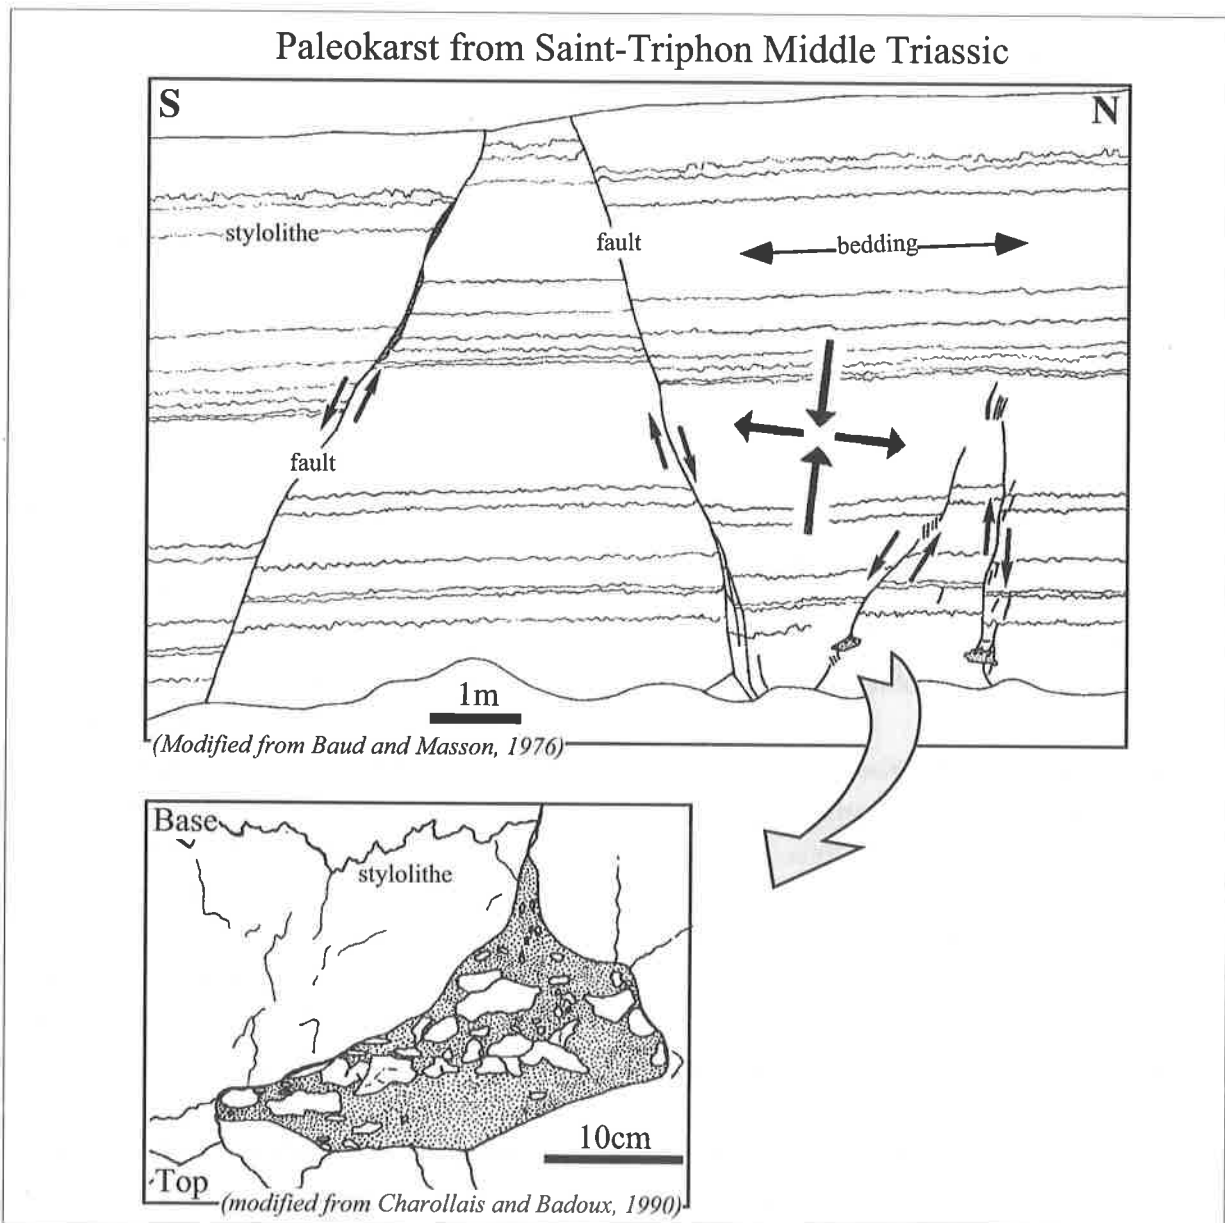 Paleokarst from Saint-Triphon Middle Triassic
S
N
stylolithe
fault
bedding
fault
1m
(Modified from Baud and Masson, 1976)
Base
stylolithe
10cm
Top
(modified from Charollais and Badoux, 1990)